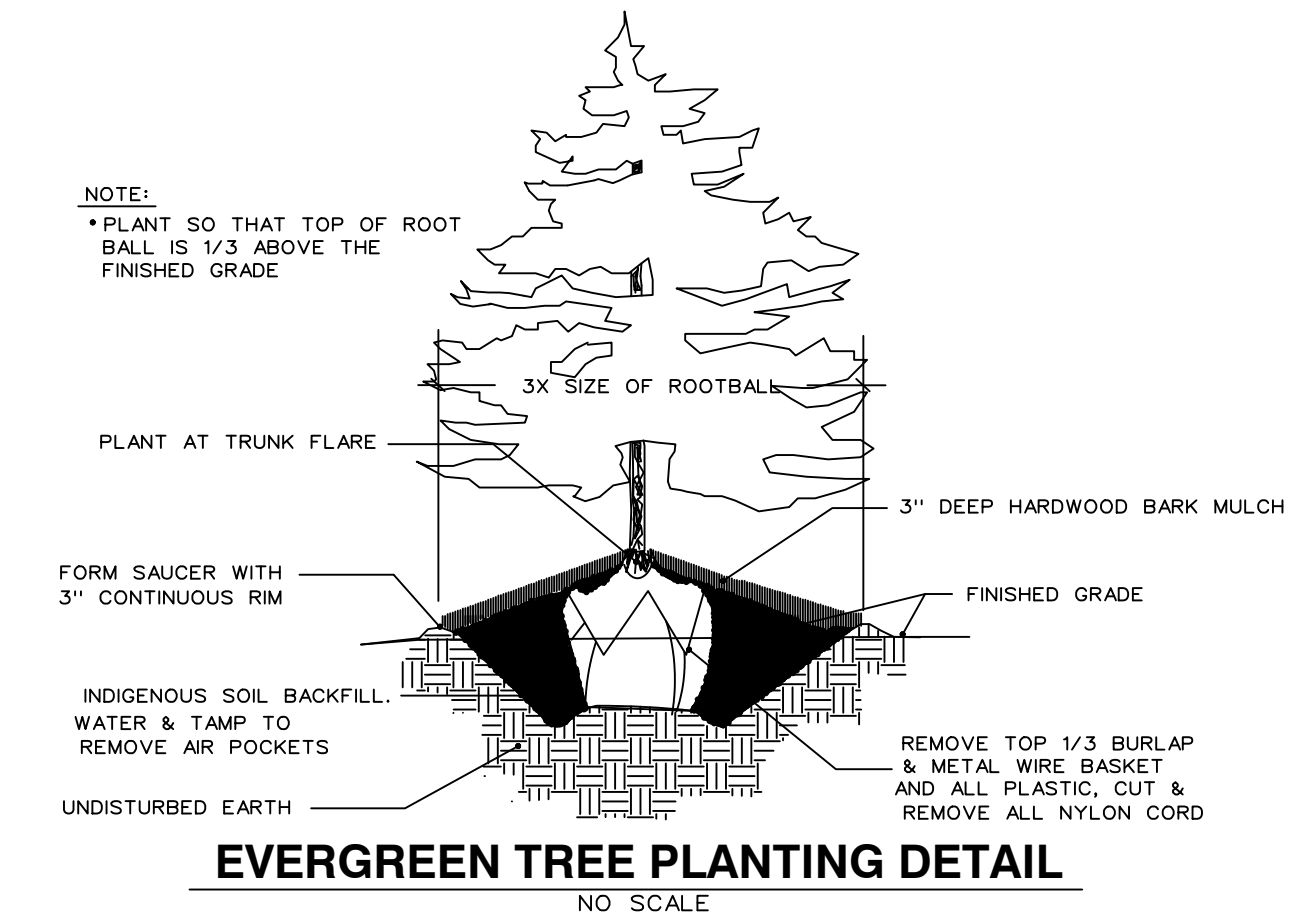 NOTE:
• PLANT SO THAT TOP OF ROOT
BALL IS 1/3 ABOVE THE
FINISHED GRADE
3X SIZE OF ROOTBALL
PLANT AT TRUNK FLARE
3" DEEP HARDWOOD BARK MULCH
FORM SAUCER WITH
3" CONTINUOUS RIM
FINISHED GRADE
INDIGENOUS SOIL BACKFILL.
WATER & TAMP TO
REMOVE AIR POCKETS
REMOVE TOP 1/3 BURLAP
& METAL WIRE BASKET
AND ALL PLASTIC, CUT &
REMOVE ALL NYLON CORD
UNDISTURBED EARTH
EVERGREEN TREE PLANTING DETAIL
NO SCALE